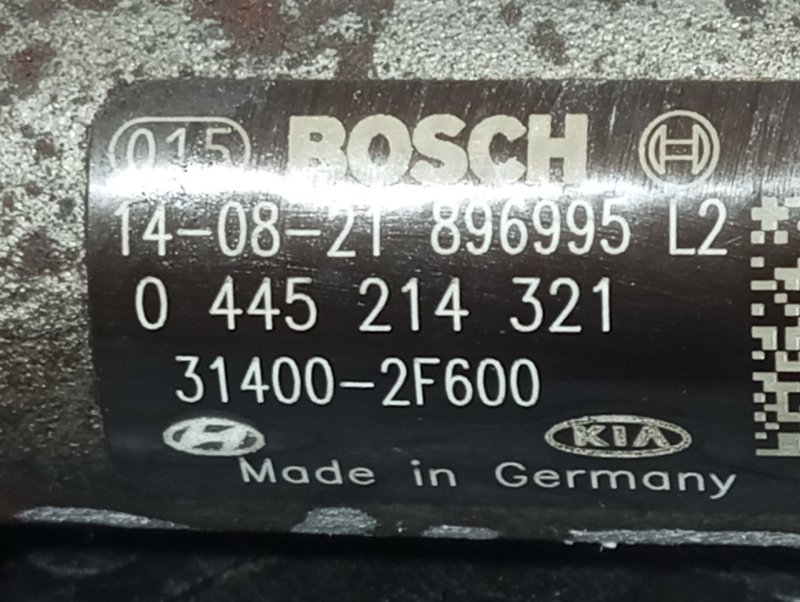 015 BOSCH
14-08-21 896995 L2
0 445 214 321
31400-2F600
KIA
Made in Germany